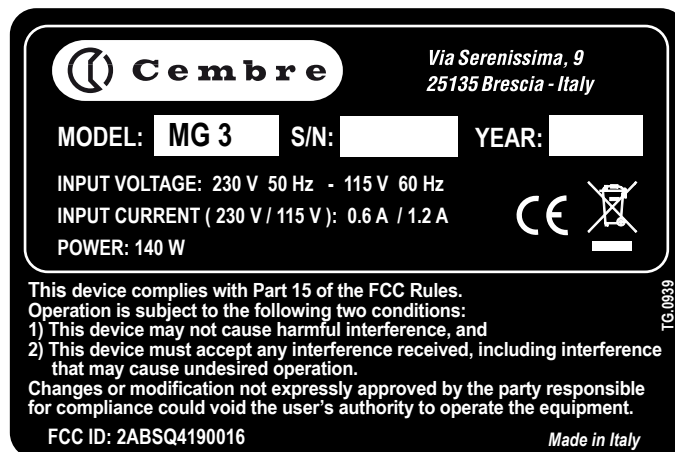 Cembre
Via Serenissima, 9
25135 Brescia - Italy
MODEL: MG 3 S/N: YEAR:
INPUT VOLTAGE: 230 V 50 Hz - 115 V 60 Hz
INPUT CURRENT ( 230 V / 115 V ): 0.6 A / 1.2 A
POWER: 140 W
CE
This device complies with Part 15 of the FCC Rules.
Operation is subject to the following two conditions:
1) This device may not cause harmful interference, and
2) This device must accept any interference received, including interference
that may cause undesired operation.
Changes or modification not expressly approved by the party responsible
for compliance could void the user's authority to operate the equipment.
TG.0939
FCC ID: 2ABSQ4190016
Made in Italy